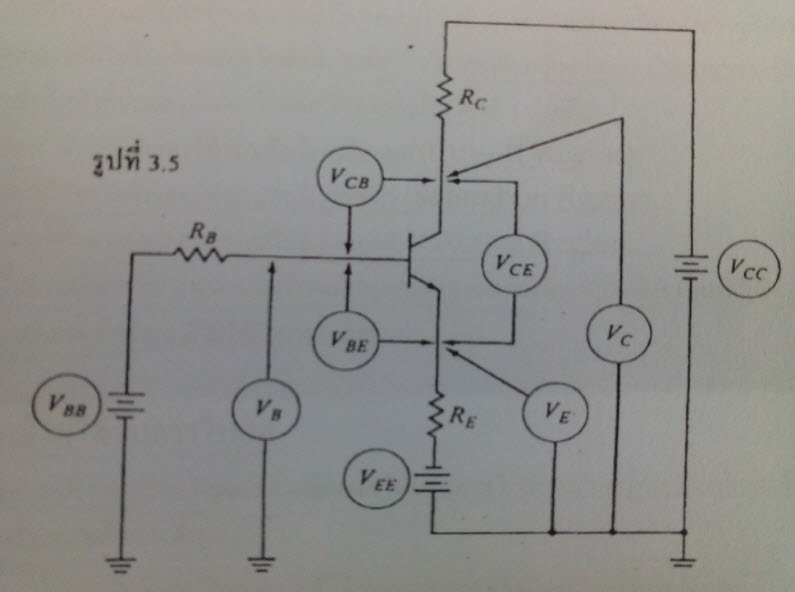 R_C
รูปที่ 3.5
V_CB
R_B
V_CE
V_CC
V_BE
V_C
V_BB
V_B
R_E
V_E
V_EE